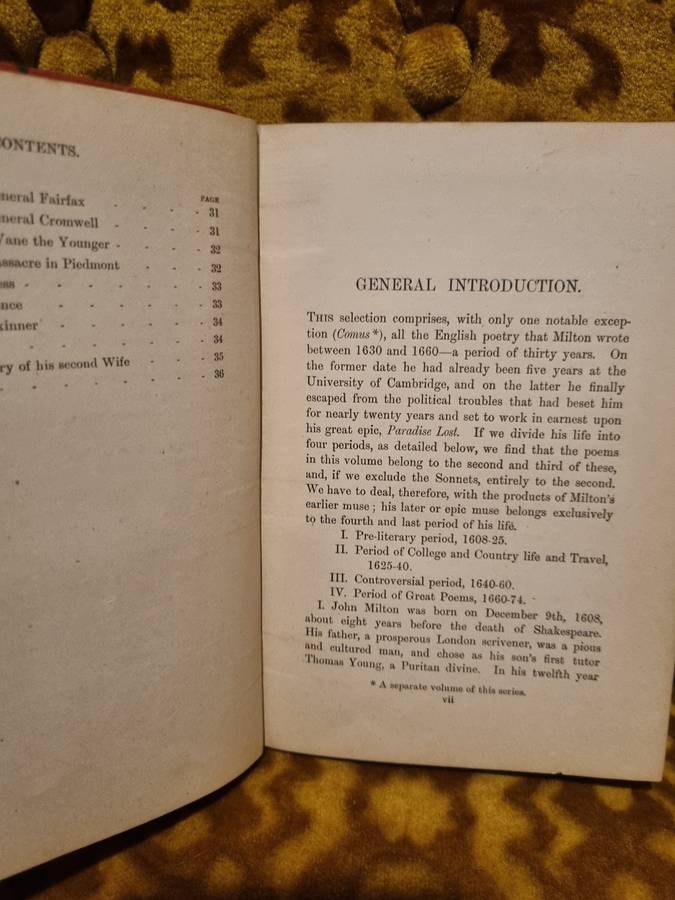 CONTENTS.
PAGE
neral Fairfax - - - - 31
neral Cromwell - - - - 31
Vane the Younger - - - - 32
assacre in Piedmont - - - 32
ess - - - - - - 33
nce - - - - - 33
kinner - - - - - 34
- - - - - - 34
ry of his second Wife - - - 35
- - - - - - 36
GENERAL INTRODUCTION.
THIS selection comprises, with only one notable excep-
tion (Comus*), all the English poetry that Milton wrote
between 1630 and 1660—a period of thirty years. On
the former date he had already been five years at the
University of Cambridge, and on the latter he finally
escaped from the political troubles that had beset him
for nearly twenty years and set to work in earnest upon
his great epic, Paradise Lost. If we divide his life into
four periods, as detailed below, we find that the poems
in this volume belong to the second and third of these,
and, if we exclude the Sonnets, entirely to the second.
We have to deal, therefore, with the products of Milton's
earlier muse; his later or epic muse belongs exclusively
to the fourth and last period of his life.
I. Pre-literary period, 1608-25.
II. Period of College and Country life and Travel,
1625-40.
III. Controversial period, 1640-60.
IV. Period of Great Poems, 1660-74.
I. John Milton was born on December 9th, 1608,
about eight years before the death of Shakespeare.
His father, a prosperous London scrivener, was a pious
and cultured man, and chose as his son's first tutor
Thomas Young, a Puritan divine. In his twelfth year
* A separate volume of this series.
vii